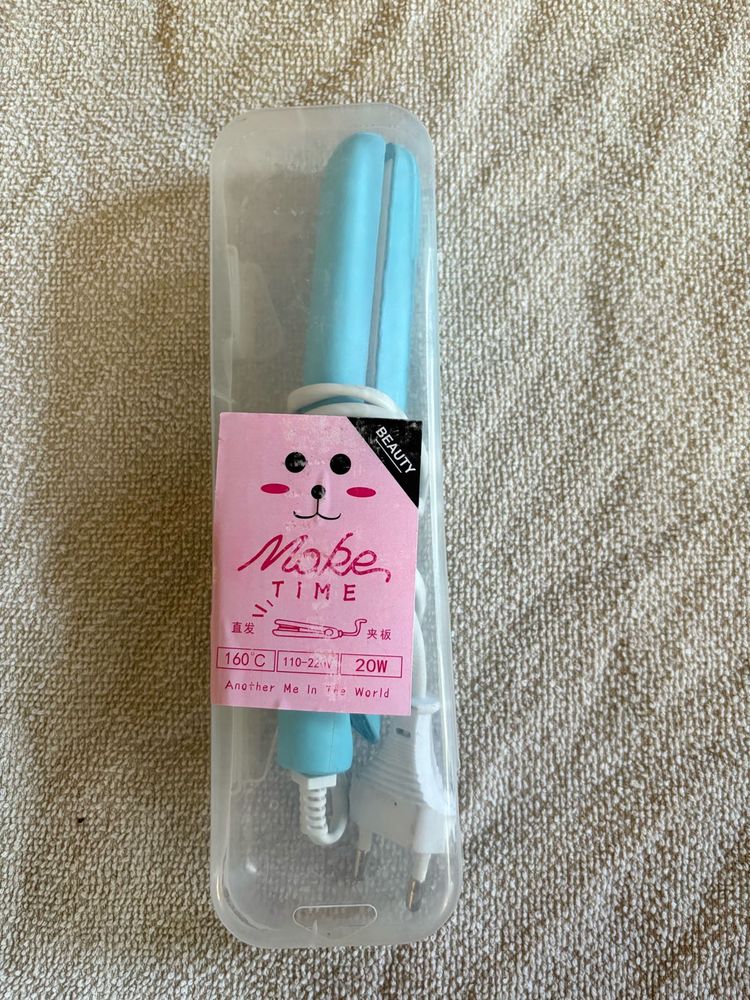 BEAUTY
Make
TiME
直发 夹板
160°C 110-220V 20W
Another Me In The World